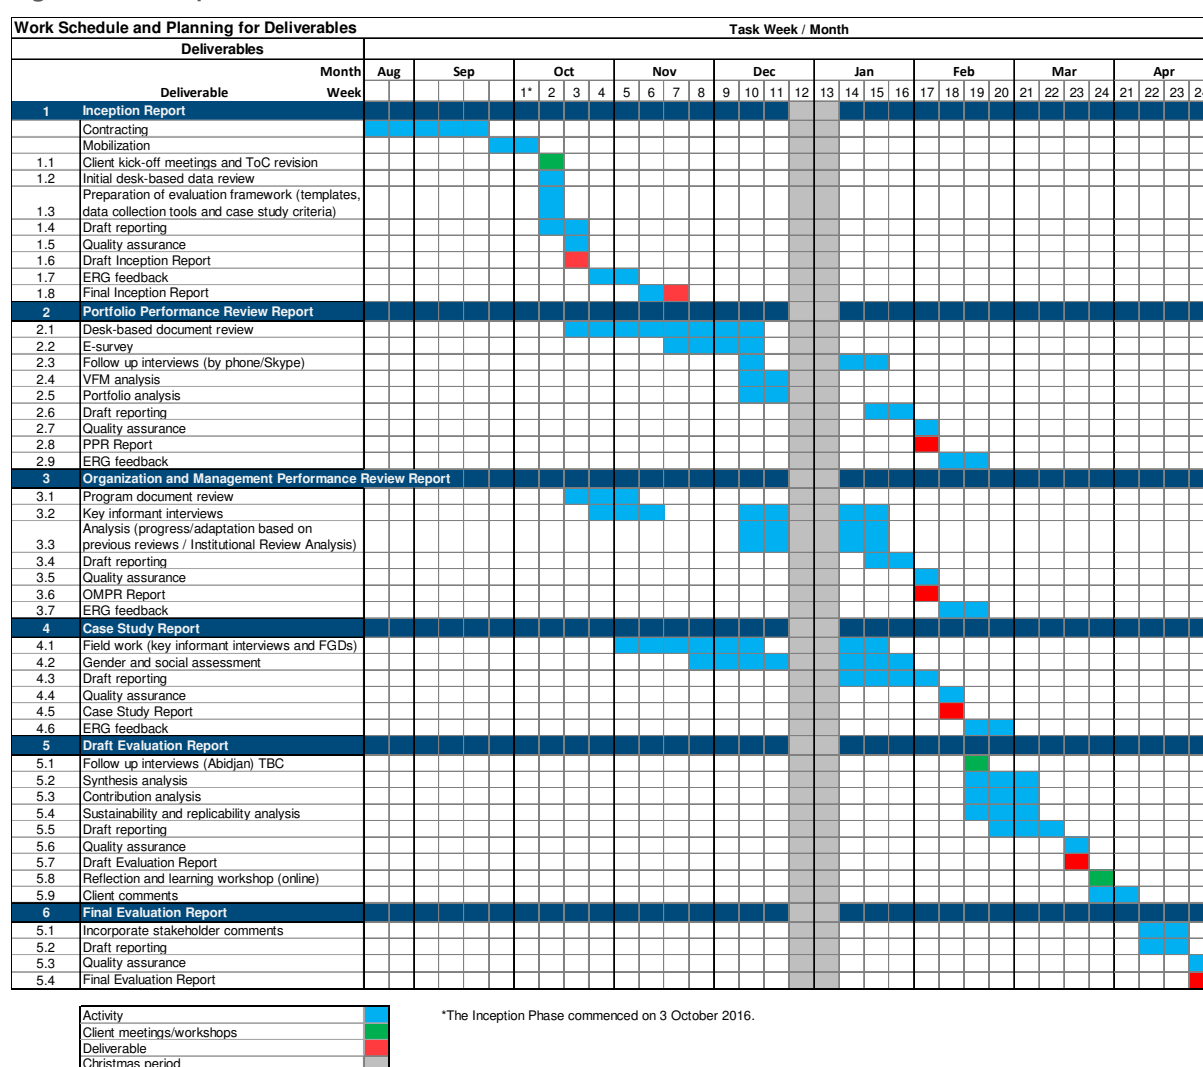 Work Schedule and Planning for Deliverables Task Week / Month
Deliverables
Month Aug Sep Oct Nov Dec Jan Feb Mar Apr
Deliverable Week 1* 2 3 4 5 6 7 8 9 10 11 12 13 14 15 16 17 18 19 20 21 22 23 24 21 22 23
1 Inception Report
Contracting
Mobilization
1.1 Client kick-off meetings and ToC revision
1.2 Initial desk-based data review
Preparation of evaluation framework (templates,
1.3 data collection tools and case study criteria)
1.4 Draft reporting
1.5 Quality assurance
1.6 Draft Inception Report
1.7 ERG feedback
1.8 Final Inception Report
2 Portfolio Performance Review Report
2.1 Desk-based document review
2.2 E-survey
2.3 Follow up interviews (by phone/Skype)
2.4 VFM analysis
2.5 Portfolio analysis
2.6 Draft reporting
2.7 Quality assurance
2.8 PPR Report
2.9 ERG feedback
3 Organization and Management Performance Review Report
3.1 Program document review
3.2 Key informant interviews
Analysis (progress/adaptation based on
3.3 previous reviews / Institutional Review Analysis)
3.4 Draft reporting
3.5 Quality assurance
3.6 OMPR Report
3.7 ERG feedback
4 Case Study Report
4.1 Field work (key informant interviews and FGDs)
4.2 Gender and social assessment
4.3 Draft reporting
4.4 Quality assurance
4.5 Case Study Report
4.6 ERG feedback
5 Draft Evaluation Report
5.1 Follow up interviews (Abidjan) TBC
5.2 Synthesis analysis
5.3 Contribution analysis
5.4 Sustainability and replicability analysis
5.5 Draft reporting
5.6 Quality assurance
5.7 Draft Evaluation Report
5.8 Reflection and learning workshop (online)
5.9 Client comments
6 Final Evaluation Report
5.1 Incorporate stakeholder comments
5.2 Draft reporting
5.3 Quality assurance
5.4 Final Evaluation Report
Activity *The Inception Phase commenced on 3 October 2016.
Client meetings/workshops
Deliverable
Christmas period